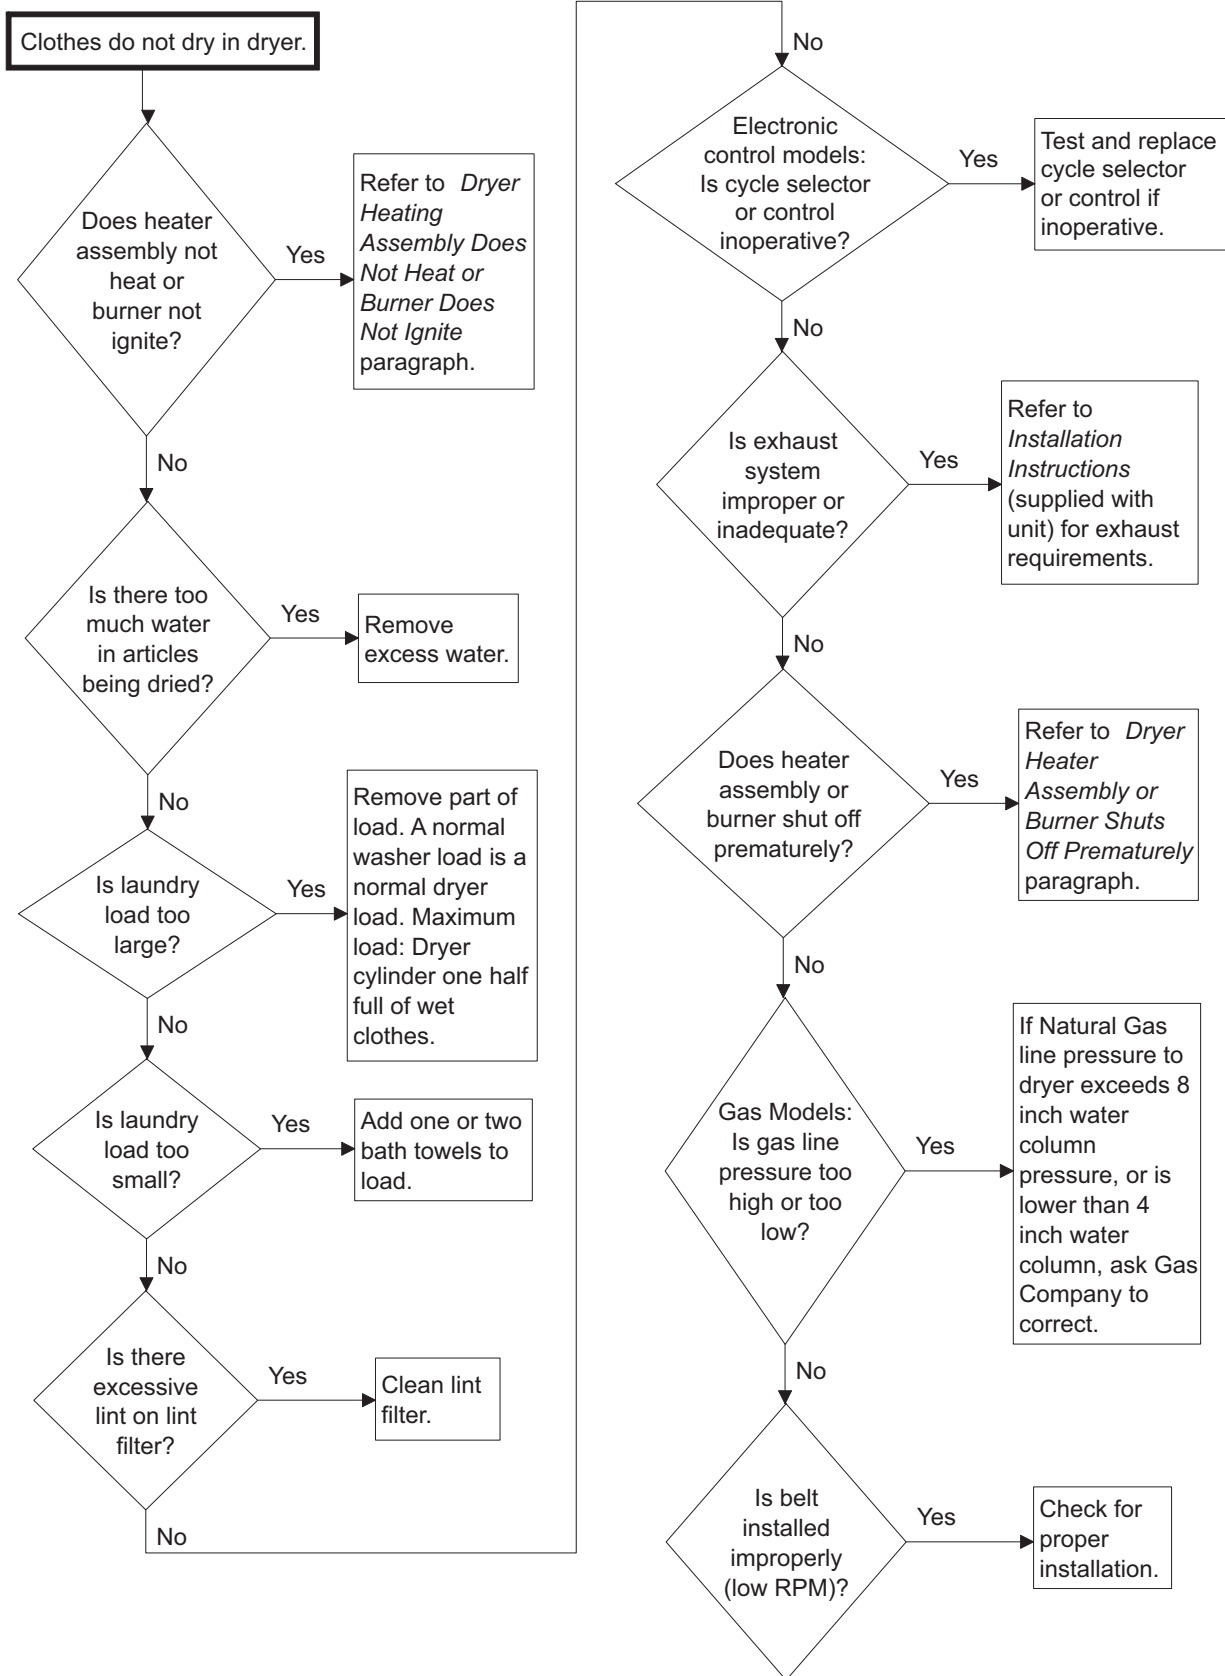 Clothes do not dry in dryer.
Does heater
assembly not
heat or
burner not
ignite?
Yes
Refer to Dryer
Heating
Assembly Does
Not Heat or
Burner Does
Not Ignite
paragraph.
No
Is there too
much water
in articles
being dried?
Yes
Remove
excess water.
No
Is laundry
load too
large?
Yes
Remove part of
load. A normal
washer load is a
normal dryer
load. Maximum
load: Dryer
cylinder one half
full of wet
clothes.
No
Is laundry
load too
small?
Yes
Add one or two
bath towels to
load.
No
Is there
excessive
lint on lint
filter?
Yes
Clean lint
filter.
No
No
Electronic
control models:
Is cycle selector
or control
inoperative?
Yes
Test and replace
cycle selector
or control if
inoperative.
No
Is exhaust
system
improper or
inadequate?
Yes
Refer to
Installation
Instructions
(supplied with
unit) for exhaust
requirements.
No
Does heater
assembly or
burner shut off
prematurely?
Yes
Refer to Dryer
Heater
Assembly or
Burner Shuts
Off Prematurely
paragraph.
No
Gas Models:
Is gas line
pressure too
high or too
low?
Yes
If Natural Gas
line pressure to
dryer exceeds 8
inch water
column
pressure, or is
lower than 4
inch water
column, ask Gas
Company to
correct.
No
Is belt
installed
improperly
(low RPM)?
Yes
Check for
proper
installation.